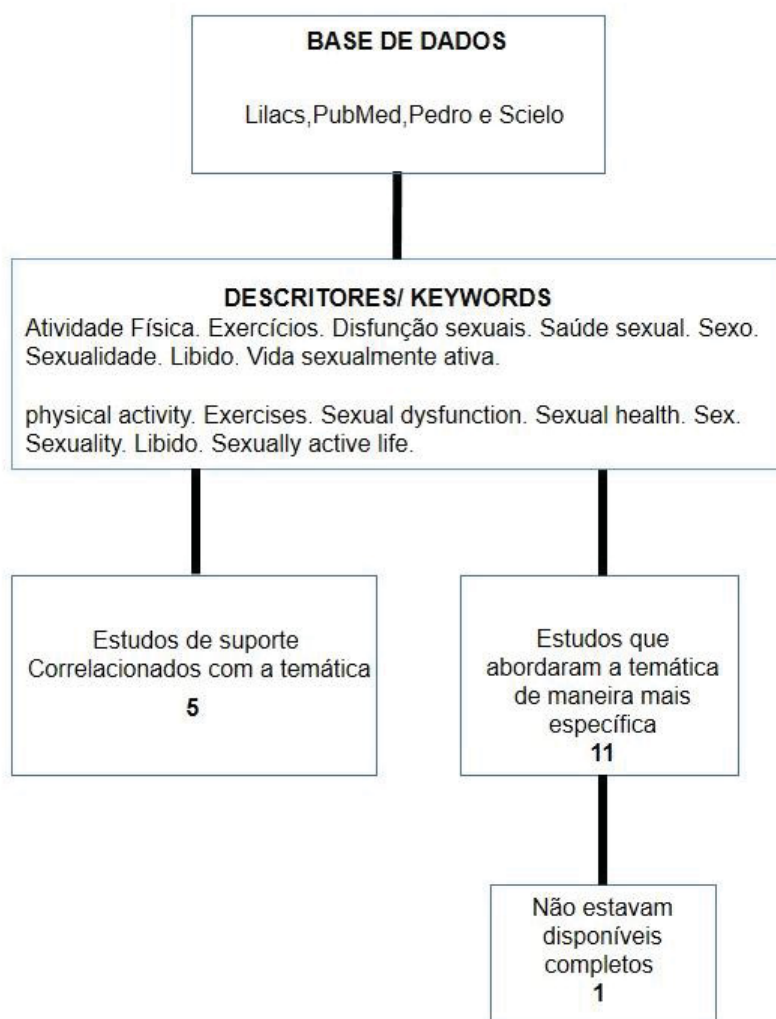 BASE DE DADOS
Lilacs,PubMed,Pedro e Scielo
DESCRITORES/ KEYWORDS
Atividade Física. Exercícios. Disfunção sexuais. Saúde sexual. Sexo.
Sexualidade. Libido. Vida sexualmente ativa.
physical activity. Exercises. Sexual dysfunction. Sexual health. Sex.
Sexuality. Libido. Sexually active life.
Estudos de suporte
Correlacionados com a temática
5
Estudos que
abordaram a temática
de maneira mais
específica
11
Não estavam
disponíveis
completos
1